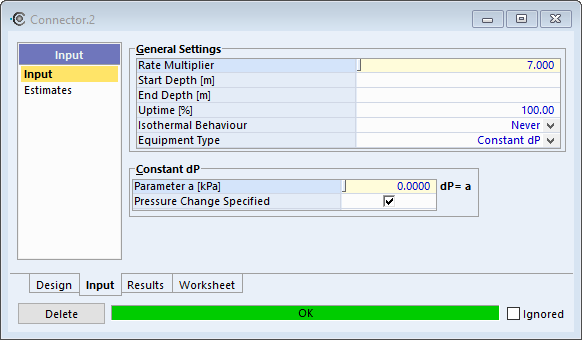 Connector.2
Input
Input
Estimates
General Settings
Rate Multiplier 7.000
Start Depth [m]
End Depth [m]
Uptime [%] 100.00
Isothermal Behaviour Never
Equipment Type Constant dP
Constant dP
Parameter a [kPa] 0.0000 dP= a
Pressure Change Specified
Design Input Results Worksheet
Delete OK Ignored